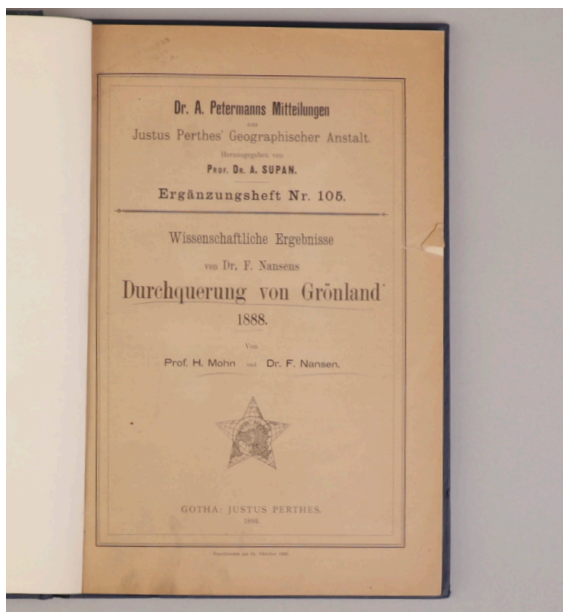 Dr. A. Petermanns Mitteilungen
aus
Justus Perthes' Geographischer Anstalt.
Herausgegeben von
Prof. Dr. A. SUPAN.
Ergänzungsheft Nr. 105.
Wissenschaftliche Ergebnisse
von Dr. F. Nansens
Durchquerung von Grönland
1888.
Von
Prof. H. Mohn und Dr. F. Nansen.
GOTHA: JUSTUS PERTHES.
1892.